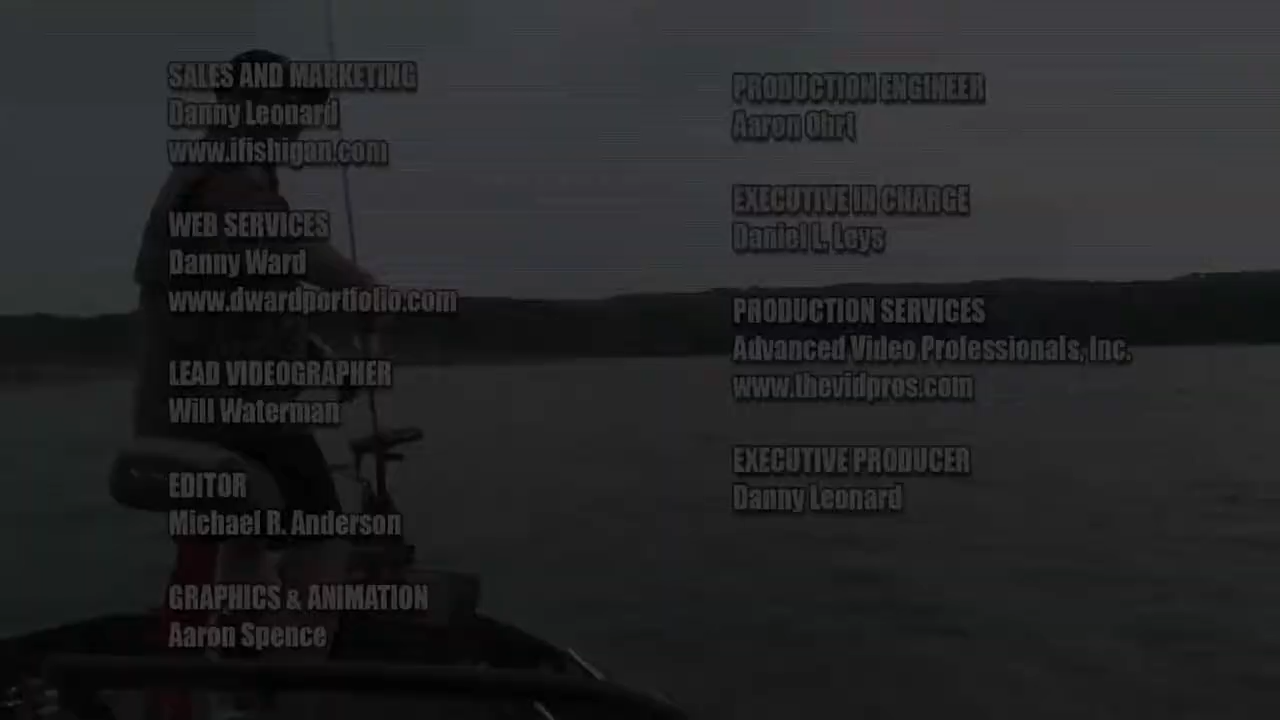 SALES AND MARKETING
Danny Leonard
www.ifishigan.com
WEB SERVICES
Danny Ward
www.dwardportfolio.com
LEAD VIDEOGRAPHER
Will Waterman
EDITOR
Michael R. Anderson
GRAPHICS & ANIMATION
Aaron Spence
PRODUCTION ENGINEER
Aaron Ohrt
EXECUTIVE IN CHARGE
Daniel L. Leys
PRODUCTION SERVICES
Advanced Video Professionals, Inc.
www.thevidpros.com
EXECUTIVE PRODUCER
Danny Leonard